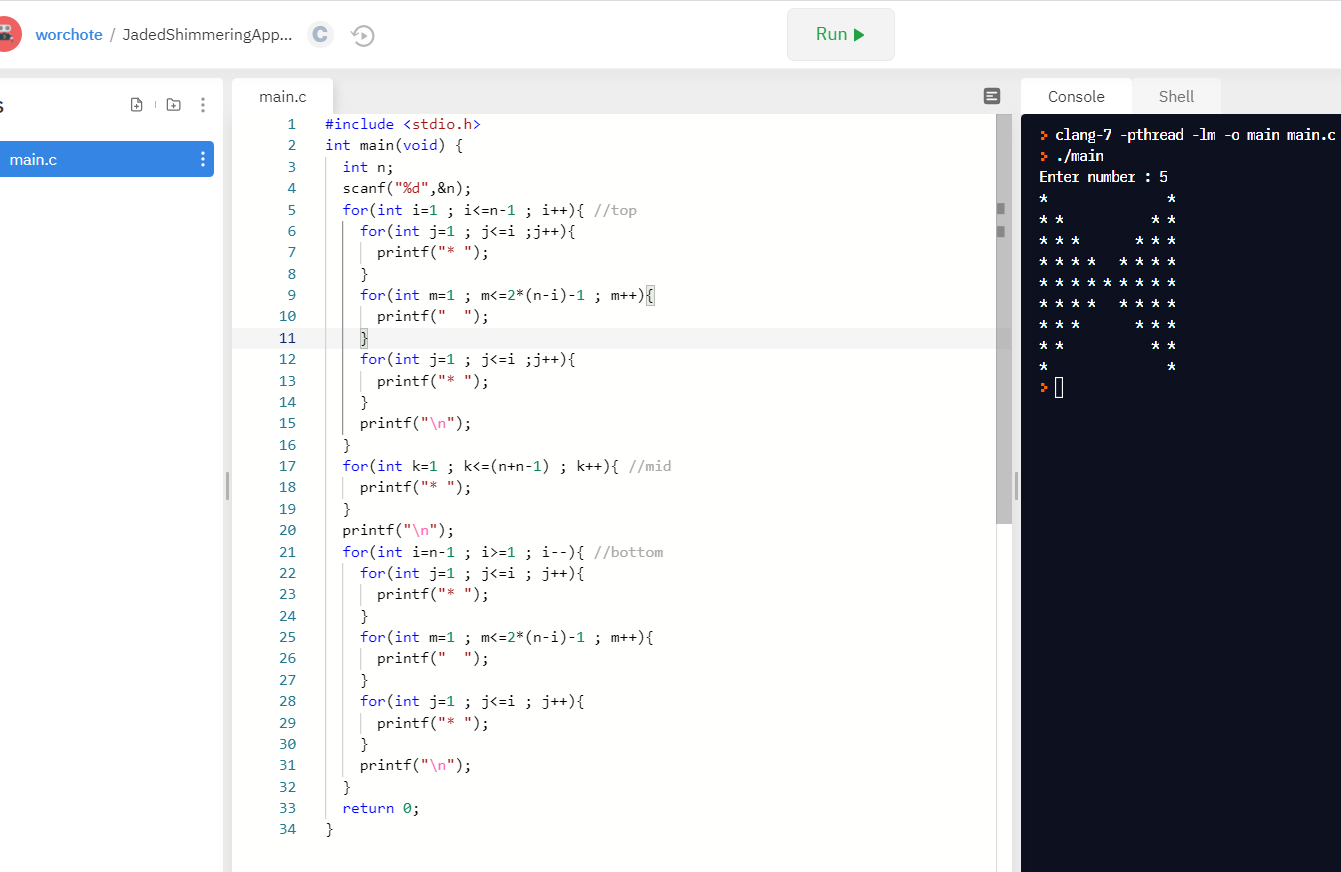 worchote / JadedShimmeringApp... C
Run
s
main.c
main.c
Console Shell
1 #include <stdio.h>
2 int main(void) {
3 int n;
4 scanf("%d",&n);
5 for(int i=1 ; i<=n-1 ; i++){ //top
6 for(int j=1 ; j<=i ;j++){
7 printf("* ");
8 }
9 for(int m=1 ; m<=2*(n-i)-1 ; m++){
10 printf("  ");
11 }
12 for(int j=1 ; j<=i ;j++){
13 printf("* ");
14 }
15 printf("\n");
16 }
17 for(int k=1 ; k<=(n+n-1) ; k++){ //mid
18 printf("* ");
19 }
20 printf("\n");
21 for(int i=n-1 ; i>=1 ; i--){ //bottom
22 for(int j=1 ; j<=i ; j++){
23 printf("* ");
24 }
25 for(int m=1 ; m<=2*(n-i)-1 ; m++){
26 printf("  ");
27 }
28 for(int j=1 ; j<=i ; j++){
29 printf("* ");
30 }
31 printf("\n");
32 }
33 return 0;
34 }
> clang-7 -pthread -lm -o main main.c
> ./main
Enter number : 5
*               *
* *           * *
* * *       * * *
* * * *   * * * *
* * * * * * * * *
* * * *   * * * *
* * *       * * *
* *           * *
*               *
>